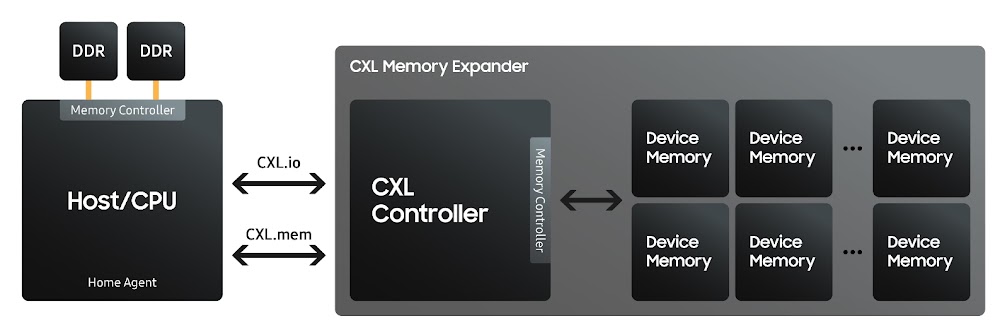 DDR
DDR
Memory Controller
Host/CPU
Home Agent
CXL.io
CXL.mem
CXL Memory Expander
CXL
Controller
Memory Controller
Device
Memory
Device
Memory
...
Device
Memory
Device
Memory
Device
Memory
...
Device
Memory